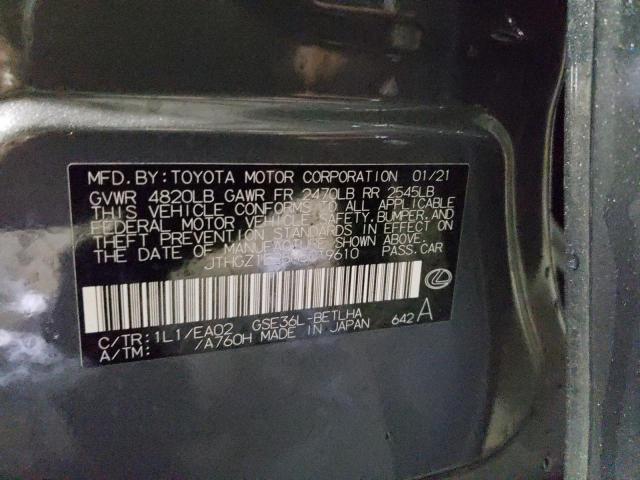 MFD. BY: TOYOTA MOTOR CORPORATION 01/21
GVWR 4820LB GAWR FR 2470LB RR 2545LB
THIS VEHICLE CONFORMS TO ALL APPLICABLE
FEDERAL MOTOR VEHICLE SAFETY, BUMPER, AND
THEFT PREVENTION STANDARDS IN EFFECT ON
THE DATE OF MANUFACTURE SHOWN ABOVE.
PASS. CAR
C/TR: 1L1/EA02 GSE36L-BETLHA
A/TM: /A760H MADE IN JAPAN 642 A